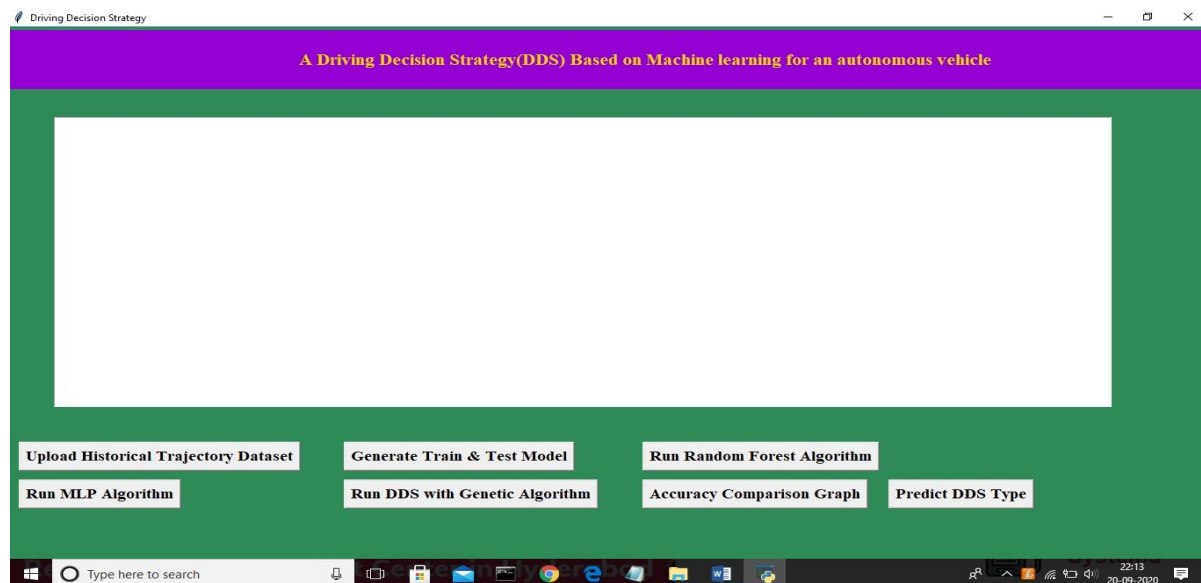 Driving Decision Strategy
A Driving Decision Strategy(DDS) Based on Machine learning for an autonomous vehicle
Upload Historical Trajectory Dataset Generate Train & Test Model Run Random Forest Algorithm
Run MLP Algorithm Run DDS with Genetic Algorithm Accuracy Comparison Graph Predict DDS Type
Type here to search
22:13
20-09-2020